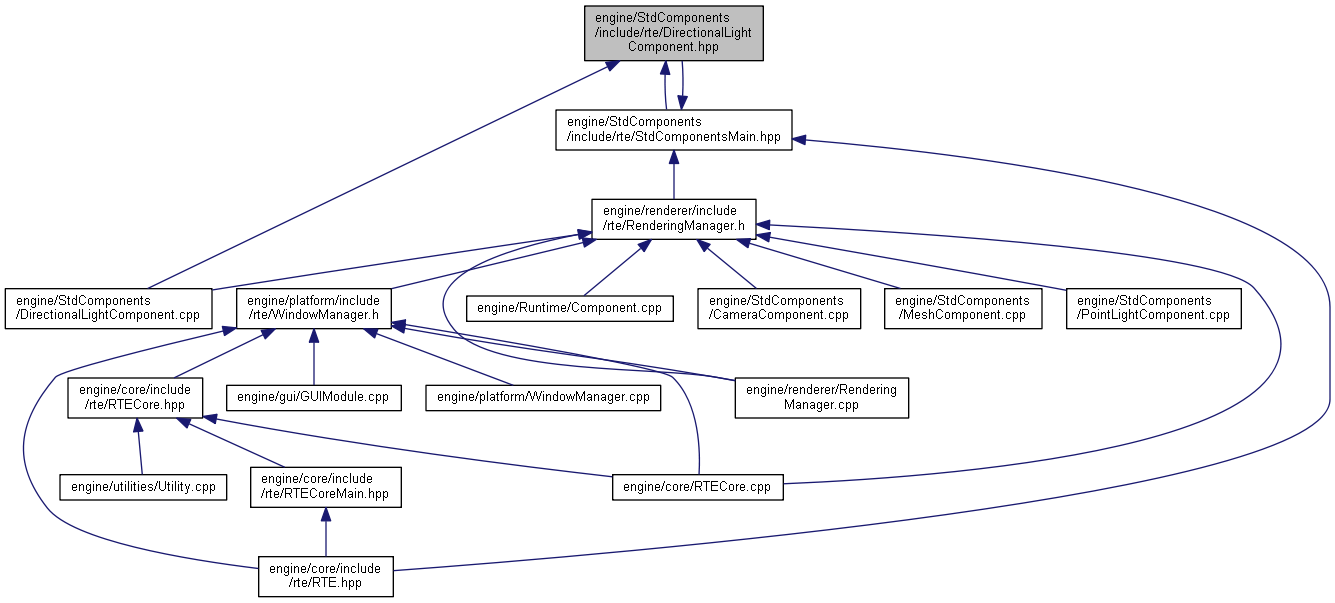 engine/StdComponents
/include/rte/DirectionalLight
Component.hpp
engine/StdComponents
/include/rte/StdComponentsMain.hpp
engine/renderer/include
/rte/RenderingManager.h
engine/StdComponents
/DirectionalLightComponent.cpp
engine/platform/include
/rte/WindowManager.h
engine/Runtime/Component.cpp
engine/StdComponents
/CameraComponent.cpp
engine/StdComponents
/MeshComponent.cpp
engine/StdComponents
/PointLightComponent.cpp
engine/core/include
/rte/RTECore.hpp
engine/gui/GUIModule.cpp
engine/platform/WindowManager.cpp
engine/renderer/Rendering
Manager.cpp
engine/utilities/Utility.cpp
engine/core/include
/rte/RTECoreMain.hpp
engine/core/RTECore.cpp
engine/core/include
/rte/RTE.hpp